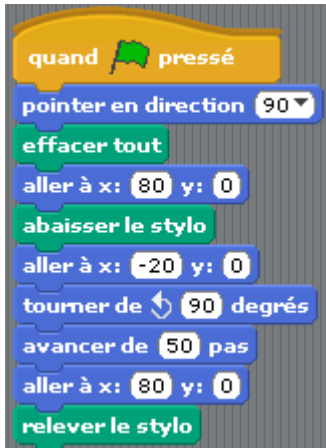 quand pressé
pointer en direction 90
effacer tout
aller à x: 80 y: 0
abaisser le stylo
aller à x: -20 y: 0
tourner de 90 degrés
avancer de 50 pas
aller à x: 80 y: 0
relever le stylo